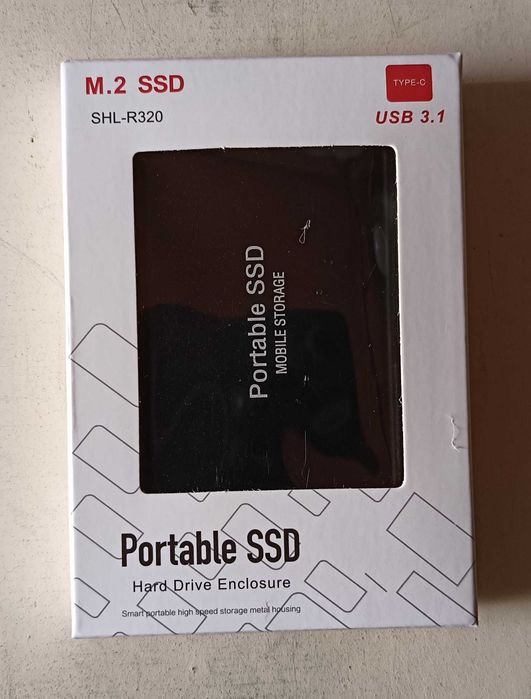 M.2 SSD
TYPE-C
SHL-R320
USB 3.1
Portable SSD
MOBILE STORAGE
Portable SSD
Hard Drive Enclosure
Smart portable high speed storage metal housing